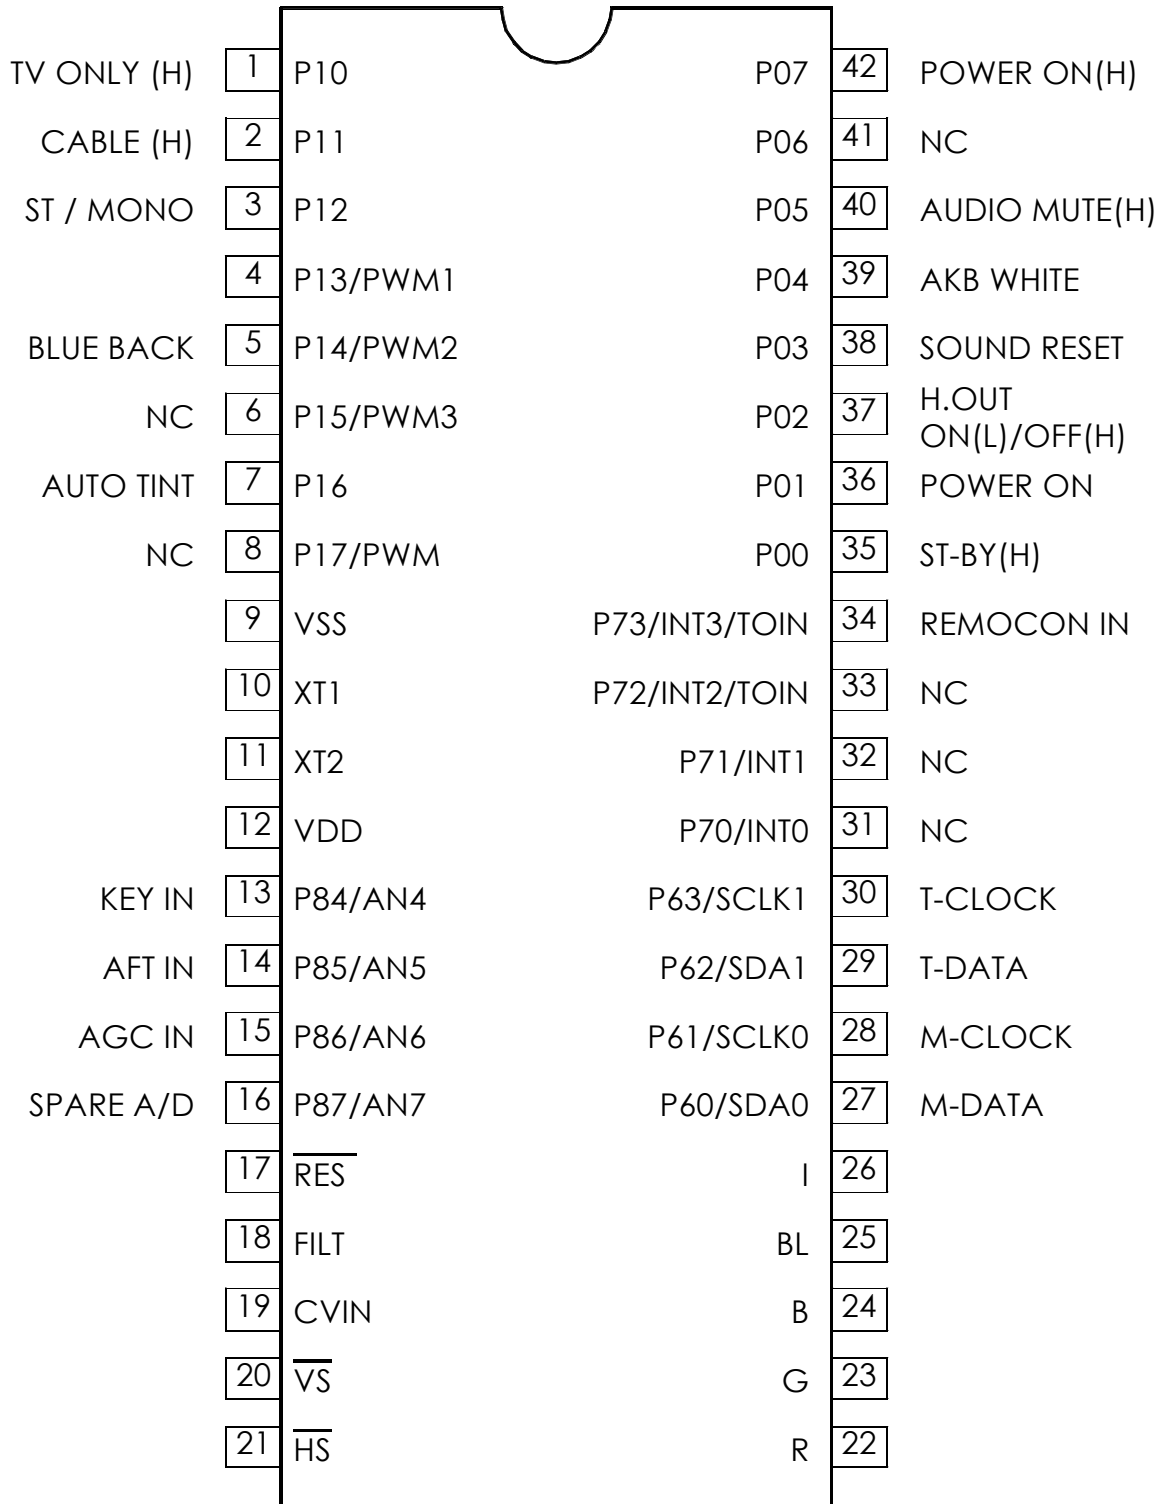 TV ONLY (H) 1 P10 P07 42 POWER ON(H)
CABLE (H) 2 P11 P06 41 NC
ST / MONO 3 P12 P05 40 AUDIO MUTE(H)
4 P13/PWM1 P04 39 AKB WHITE
BLUE BACK 5 P14/PWM2 P03 38 SOUND RESET
NC 6 P15/PWM3 P02 37 H.OUT
ON(L)/OFF(H)
AUTO TINT 7 P16 P01 36 POWER ON
NC 8 P17/PWM P00 35 ST-BY(H)
9 VSS P73/INT3/TOIN 34 REMOCON IN
10 XT1 P72/INT2/TOIN 33 NC
11 XT2 P71/INT1 32 NC
12 VDD P70/INT0 31 NC
KEY IN 13 P84/AN4 P63/SCLK1 30 T-CLOCK
AFT IN 14 P85/AN5 P62/SDA1 29 T-DATA
AGC IN 15 P86/AN6 P61/SCLK0 28 M-CLOCK
SPARE A/D 16 P87/AN7 P60/SDA0 27 M-DATA
17 R̅E̅S̅ I 26
18 FILT BL 25
19 CVIN B 24
20 V̅S̅ G 23
21 H̅S̅ R 22